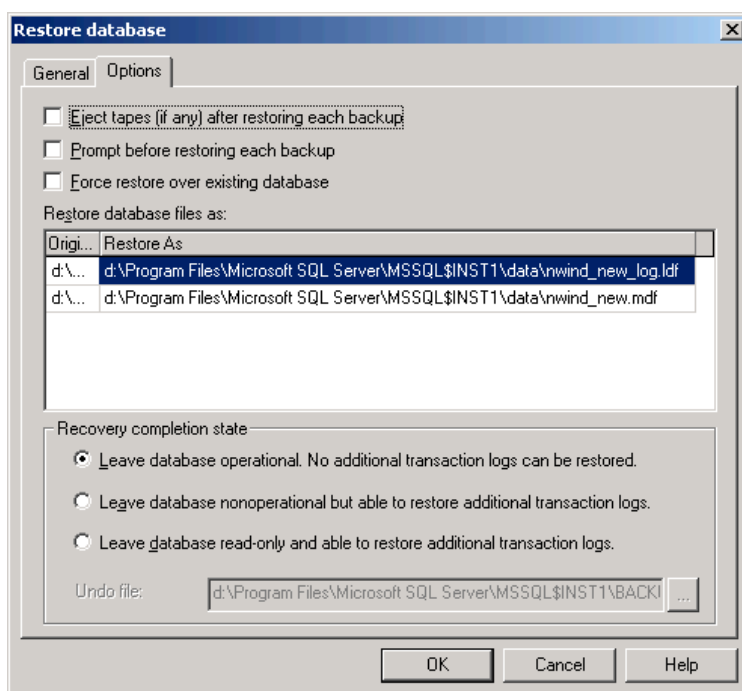 Restore database
General Options
Eject tapes (if any) after restoring each backup
Prompt before restoring each backup
Force restore over existing database
Restore database files as:
Origi... Restore As
d:\... d:\Program Files\Microsoft SQL Server\MSSQL$INST1\data\nwind_new_log.ldf
d:\... d:\Program Files\Microsoft SQL Server\MSSQL$INST1\data\nwind_new.mdf
Recovery completion state
Leave database operational. No additional transaction logs can be restored.
Leave database nonoperational but able to restore additional transaction logs.
Leave database read-only and able to restore additional transaction logs.
Undo file: d:\Program Files\Microsoft SQL Server\MSSQL$INST1\BACK ...
OK Cancel Help